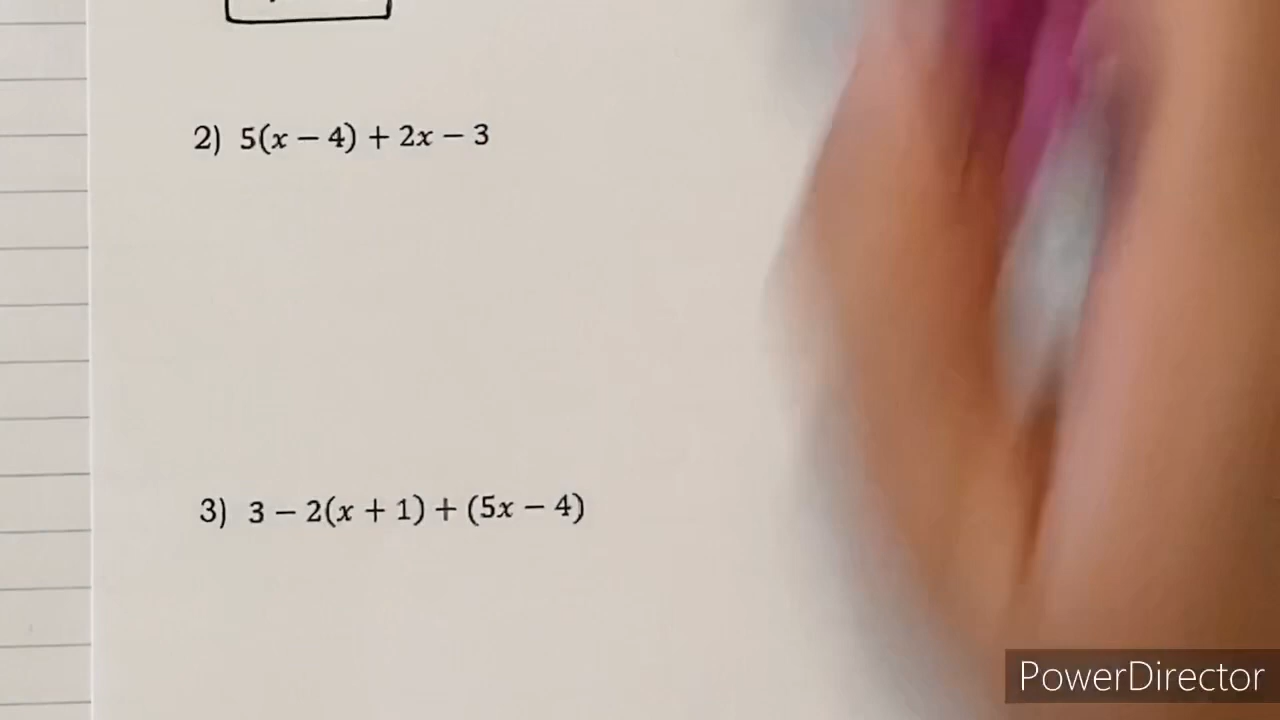 2) 5(x − 4) + 2x − 3
3) 3 − 2(x + 1) + (5x − 4)
PowerDirector